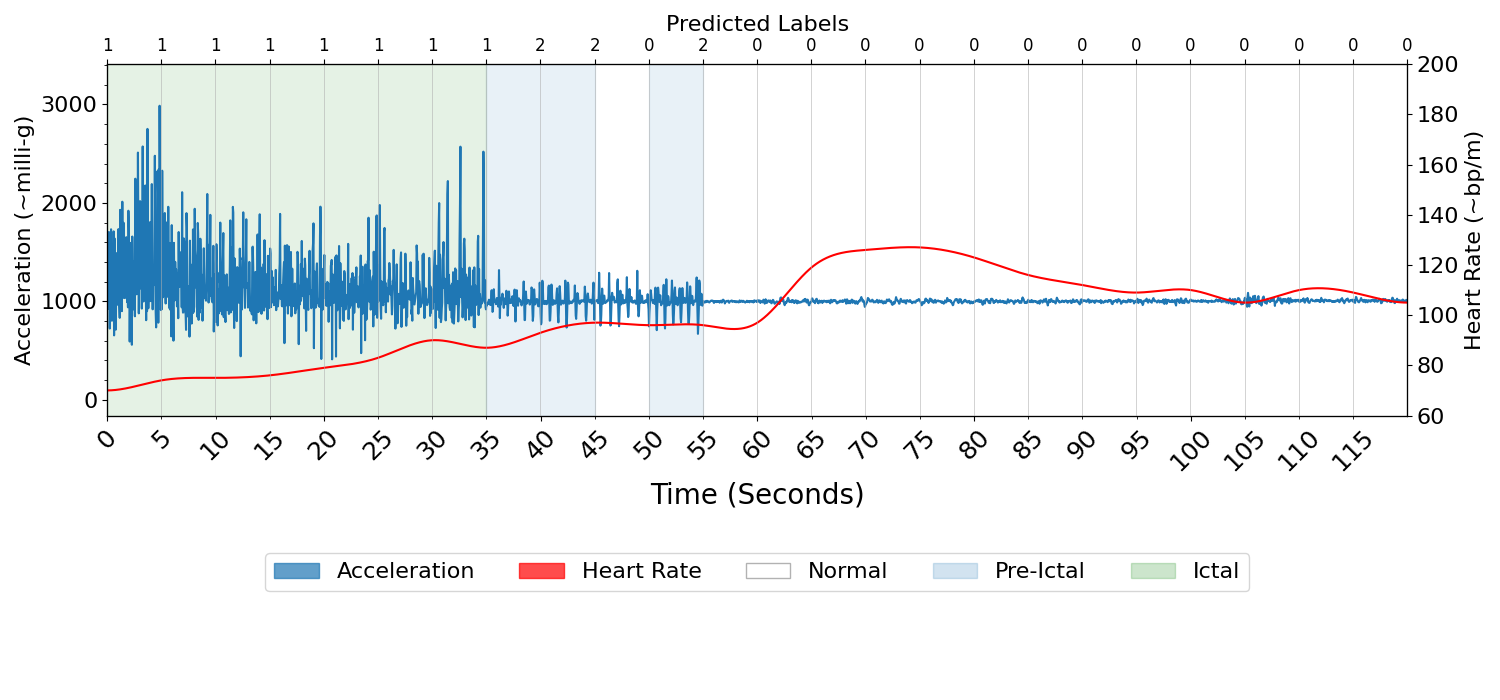 Predicted Labels
1 1 1 1 1 1 1 1 2 2 0 2 0 0 0 0 0 0 0 0 0 0 0 0 0
Acceleration (~milli-g)
3000
2000
1000
0
200
180
160
140
120
100
80
60
Heart Rate (~bp/m)
0 5 10 15 20 25 30 35 40 45 50 55 60 65 70 75 80 85 90 95 100 105 110 115
Time (Seconds)
Acceleration Heart Rate Normal Pre-Ictal Ictal